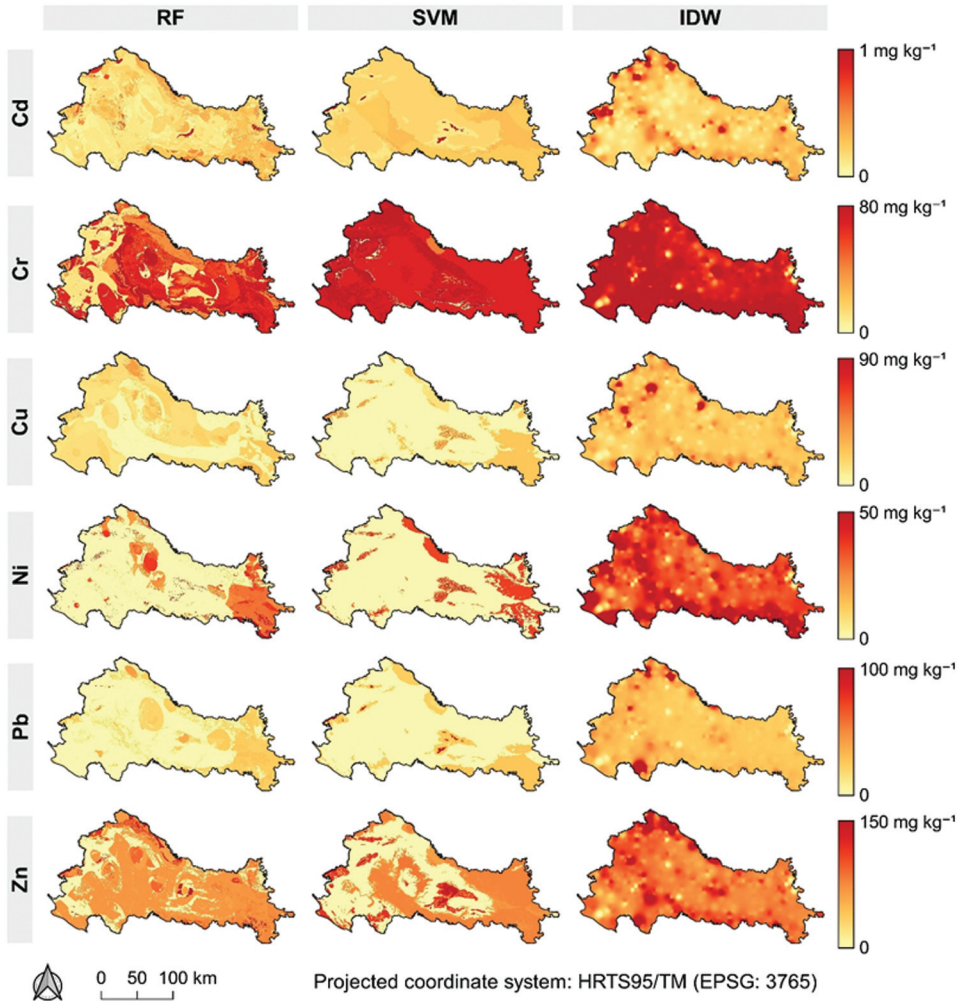 RF SVM IDW
Cd
1 mg kg⁻¹
0
Cr
80 mg kg⁻¹
0
Cu
90 mg kg⁻¹
0
Ni
50 mg kg⁻¹
0
Pb
100 mg kg⁻¹
0
Zn
150 mg kg⁻¹
0
0 50 100 km
Projected coordinate system: HRTS95/TM (EPSG: 3765)